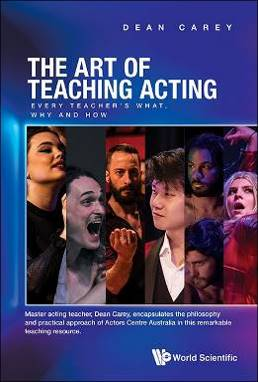 DEAN CAREY
THE ART OF
TEACHING ACTING
EVERY TEACHER'S WHAT,
WHY AND HOW
Master acting teacher, Dean Carey, encapsulates the philosophy
and practical approach of Actors Centre Australia in this remarkable
teaching resource.
World Scientific